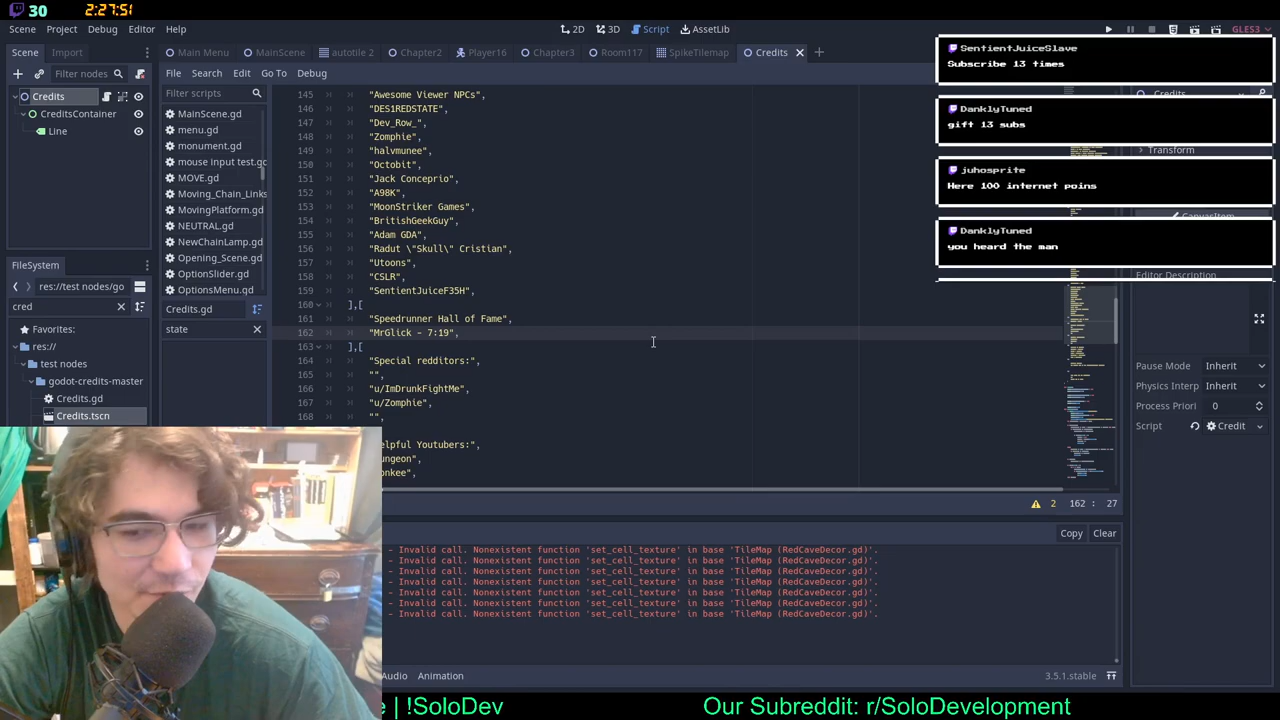 30
2:27:51
Scene Project Debug Editor Help
2D 3D Script AssetLib
GLES3
Scene Import
Main Menu MainScene autotile 2 Chapter2 Player16 Chapter3 Room117 SpikeTilemap Credits
Filter nodes
File Search Edit Go To Debug
Credits
CreditsContainer
Line
Filter scripts
MainScene.gd
menu.gd
monument.gd
mouse input test.gd
MOVE.gd
Moving_Chain_Links
MovingPlatform.gd
NEUTRAL.gd
NewChainLamp.gd
Opening_Scene.gd
OptionSlider.gd
OptionsMenu.gd
Credits.gd
state
FileSystem
res://test nodes/go
cred
Favorites:
res://
test nodes
godot-credits-master
Credits.gd
Credits.tscn
145 "Awesome Viewer NPCs",
146 "DES1REDSTATE",
147 "Dev_Row_",
148 "Zomphie",
149 "halvmunee",
150 "Octobit",
151 "Jack Conceprio",
152 "A98K",
153 "MoonStriker Games",
154 "BritishGeekGuy",
155 "Adam GDA",
156 "Radut \"Skull\" Cristian",
157 "Utoons",
158 "CSLR",
159 "SentientJuiceF35H",
160 ],[
161 "Speedrunner Hall of Fame",
162 "MrGlick - 7:19",
163 ],[
164 "Special redditors:",
165 "",
166 "u/ImDrunkFightMe",
167 "u/Zomphie",
168 "",
elpful Youtubers:",
ungeon",
onkee",
2 162 : 27
Copy Clear
- Invalid call. Nonexistent function 'set_cell_texture' in base 'TileMap (RedCaveDecor.gd)'.
- Invalid call. Nonexistent function 'set_cell_texture' in base 'TileMap (RedCaveDecor.gd)'.
- Invalid call. Nonexistent function 'set_cell_texture' in base 'TileMap (RedCaveDecor.gd)'.
- Invalid call. Nonexistent function 'set_cell_texture' in base 'TileMap (RedCaveDecor.gd)'.
- Invalid call. Nonexistent function 'set_cell_texture' in base 'TileMap (RedCaveDecor.gd)'.
- Invalid call. Nonexistent function 'set_cell_texture' in base 'TileMap (RedCaveDecor.gd)'.
- Invalid call. Nonexistent function 'set_cell_texture' in base 'TileMap (RedCaveDecor.gd)'.
Audio Animation
3.5.1.stable
SentientJuiceSlave
Subscribe 13 times
DanklyTuned
gift 13 subs
juhosprite
Here 100 internet poins
DanklyTuned
you heard the man
Credits
Transform
CanvasItem
Editor Description
Pause Mode Inherit
Physics Interp Inherit
Process Priori 0
Script Credit
e | !SoloDev
Our Subreddit: r/SoloDevelopment